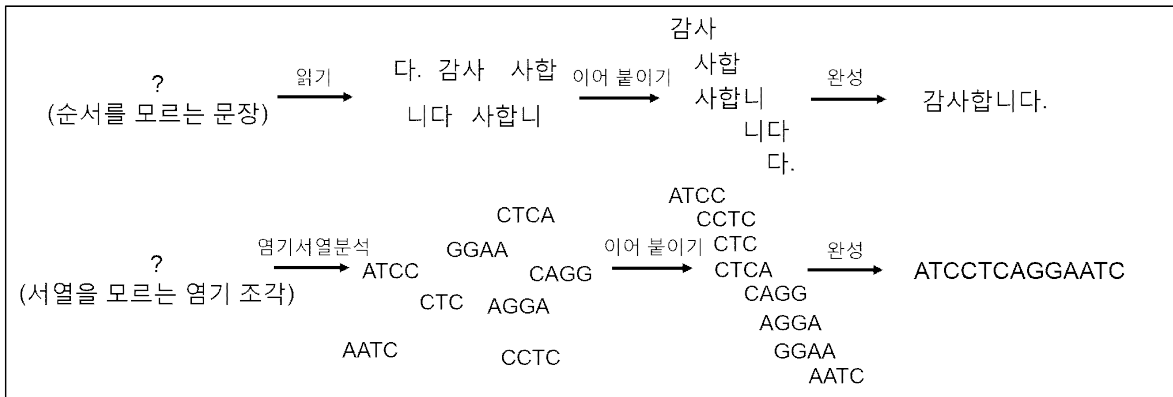 ?
(순서를 모르는 문장)
읽기
다. 감사 사합
니다 사합니
이어 붙이기
감사
사합
사합니
니다
다.
완성
감사합니다.
?
(서열을 모르는 염기 조각)
염기서열분석
CTCA
GGAA
ATCC
CAGG
CTC
AGGA
AATC
CCTC
이어 붙이기
ATCC
CCTC
CTC
CTCA
CAGG
AGGA
GGAA
AATC
완성
ATCCTCAGGAATC